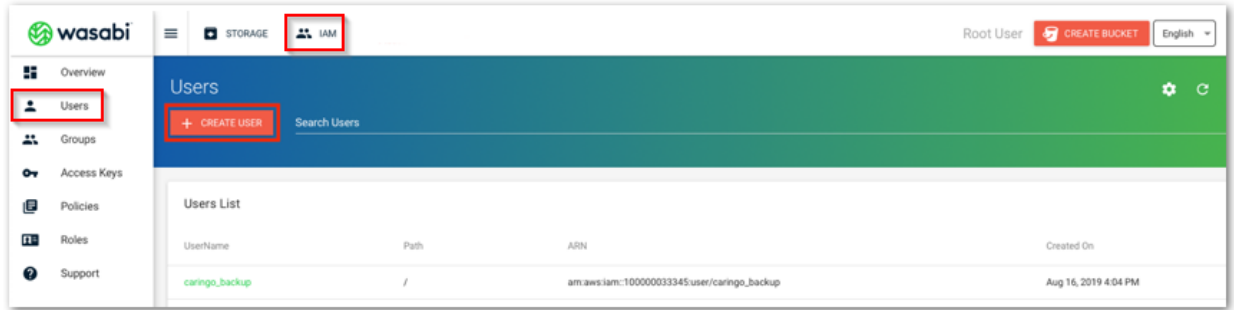 wasabi
STORAGE
IAM
Root User
CREATE BUCKET
English
Overview
Users
Groups
Access Keys
Policies
Roles
Support
Users
+ CREATE USER
Search Users
Users List
UserName Path ARN Created On
caringo_backup / arn:aws:iam::100000033345:user/caringo_backup Aug 16, 2019 4:04 PM